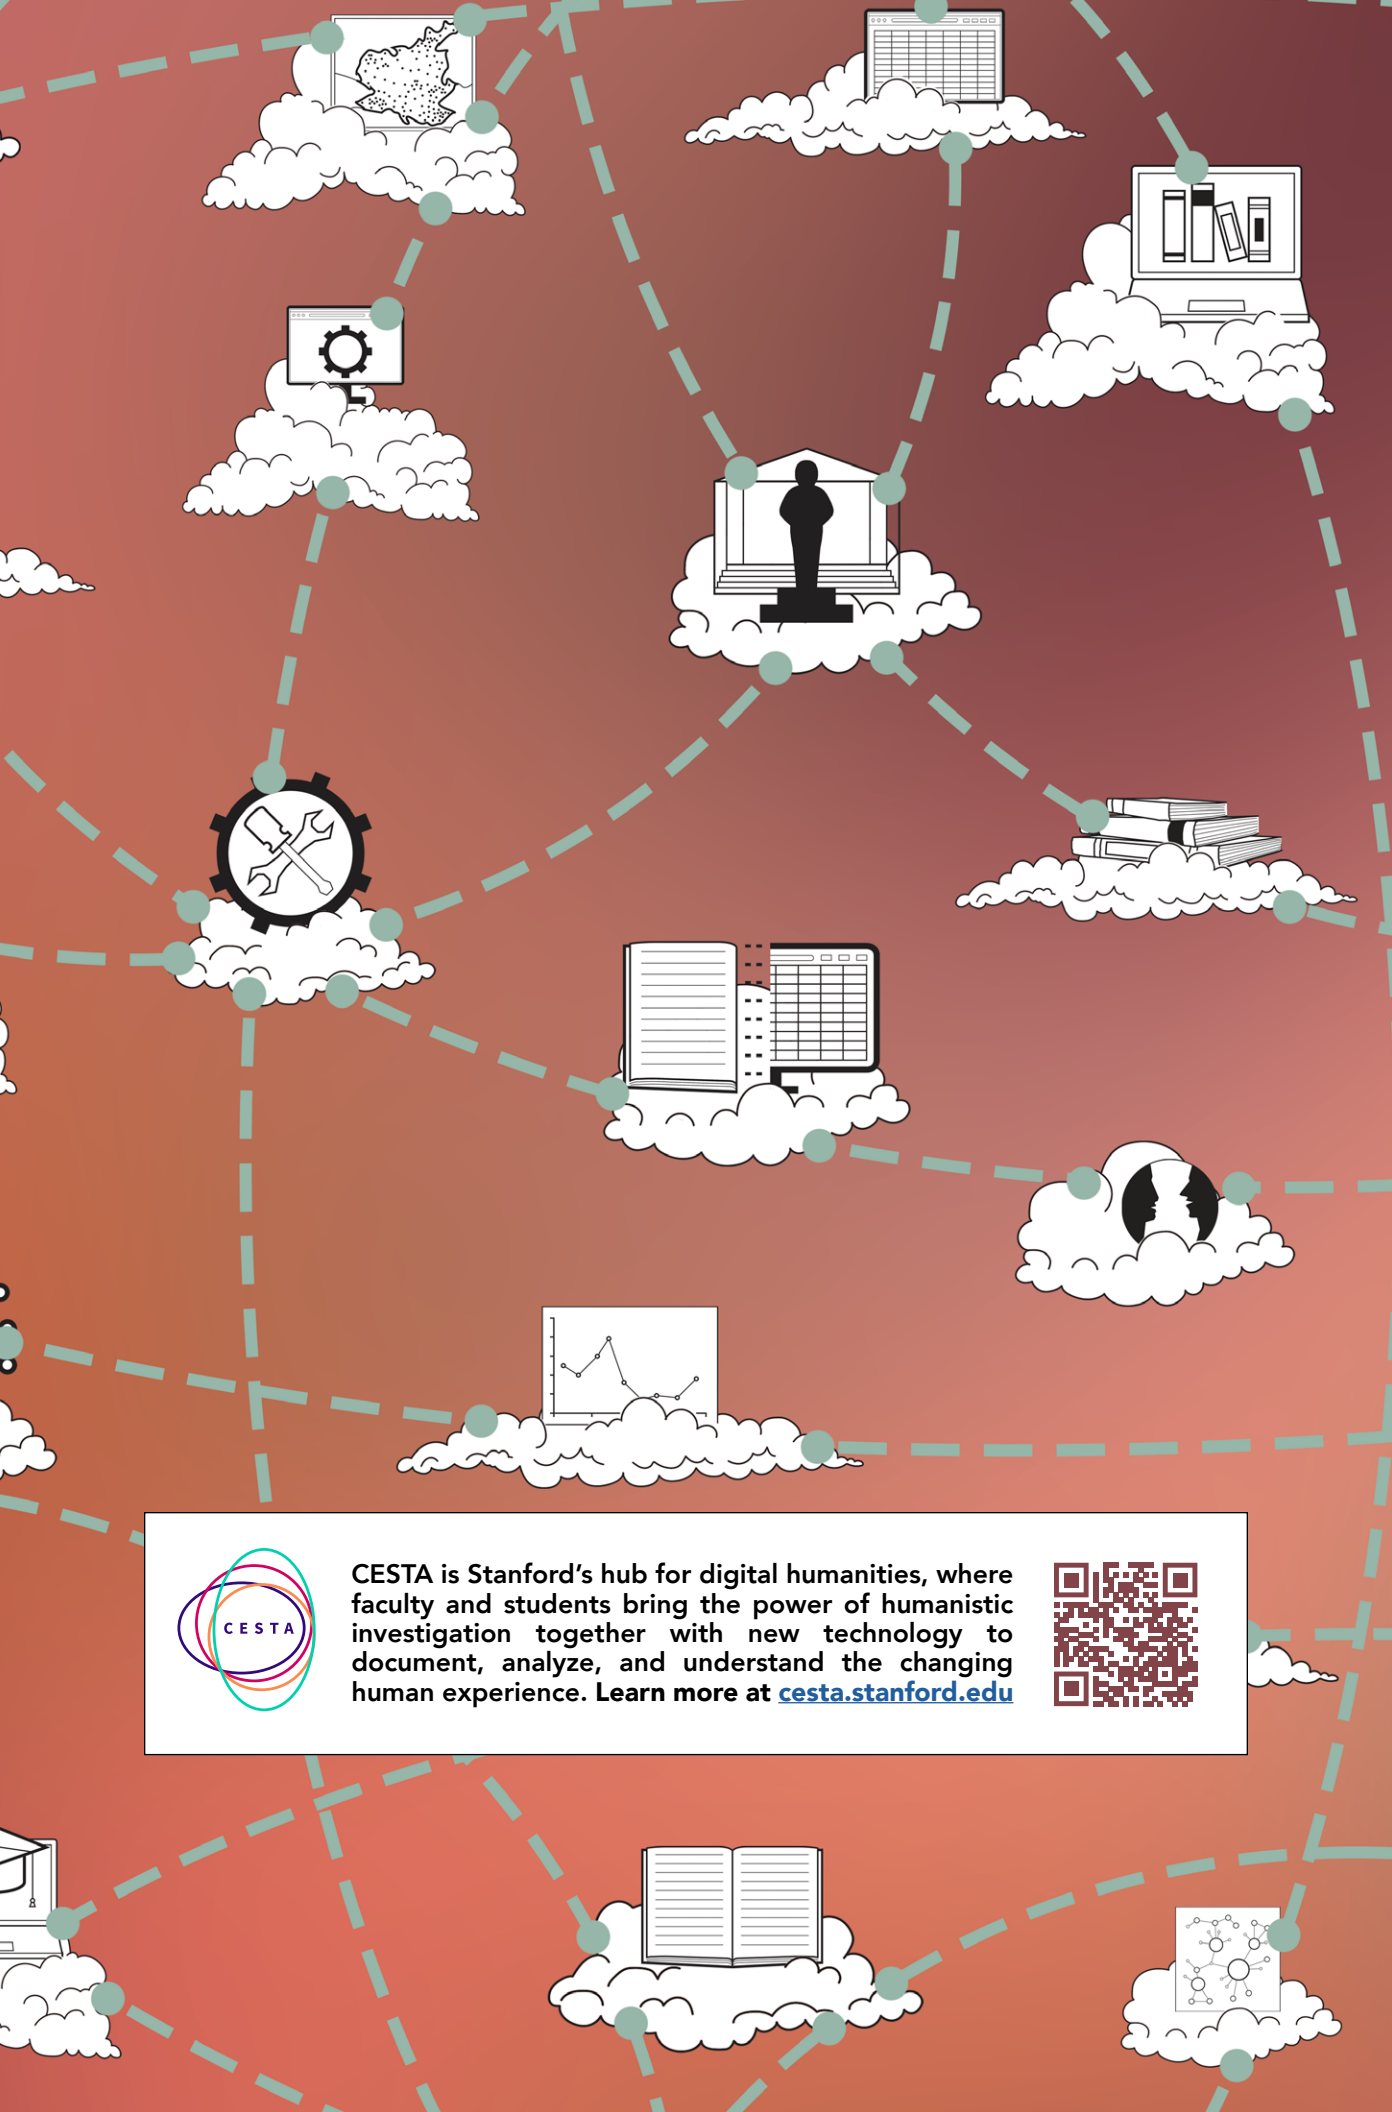 CESTA
CESTA is Stanford's hub for digital humanities, where
faculty and students bring the power of humanistic
investigation together with new technology to
document, analyze, and understand the changing
human experience. Learn more at cesta.stanford.edu